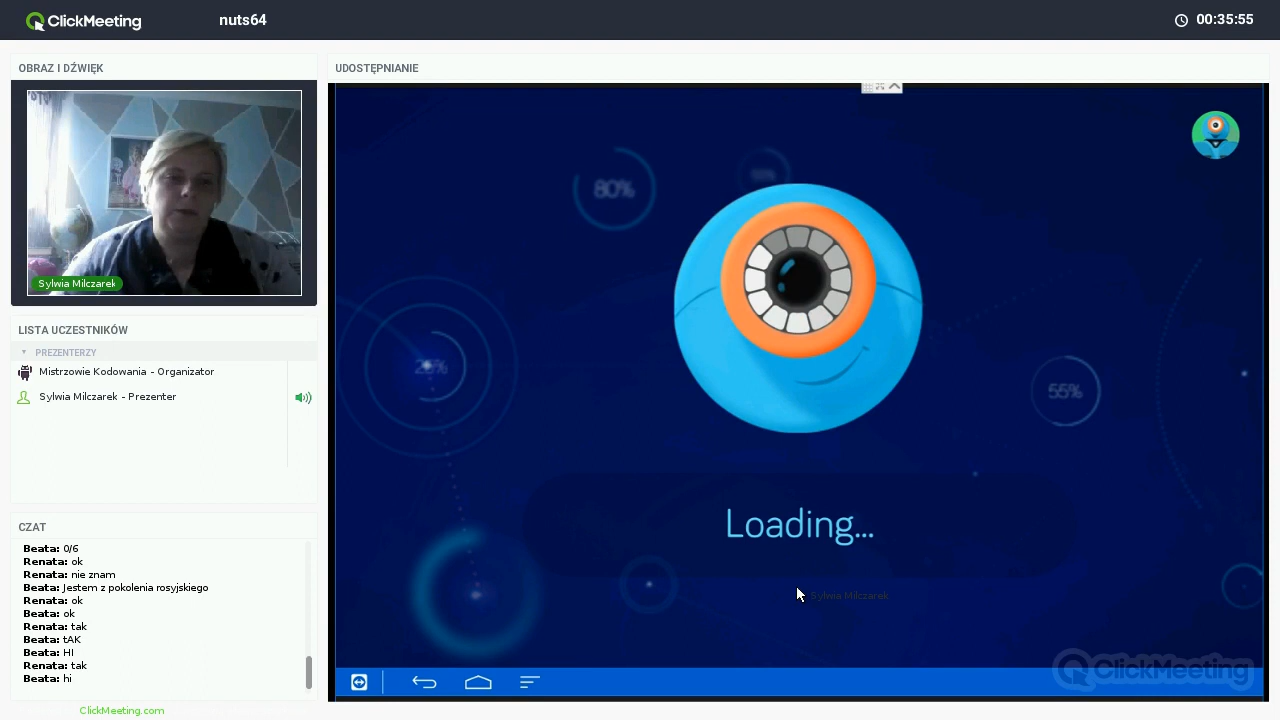 ClickMeeting
nuts64
00:35:55
OBRAZ I DŹWIĘK
Sylwia Milczarek
LISTA UCZESTNIKÓW
PREZENTERZY
Mistrzowie Kodowania - Organizator
Sylwia Milczarek - Prezenter
CZAT
Beata: 0/6
Renata: ok
Renata: nie znam
Beata: Jestem z pokolenia rosyjskiego
Renata: ok
Beata: ok
Renata: tak
Beata: tAK
Beata: HI
Renata: tak
Beata: hi
ClickMeeting.com
UDOSTĘPNIANIE
80%
55%
Loading...
Sylwia Milczarek
ClickMeeting